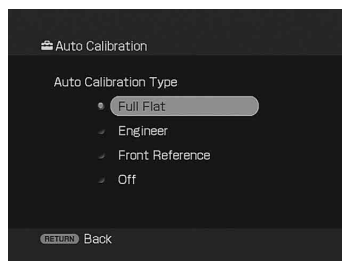 Auto Calibration
Auto Calibration Type
Full Flat
Engineer
Front Reference
Off
RETURN Back